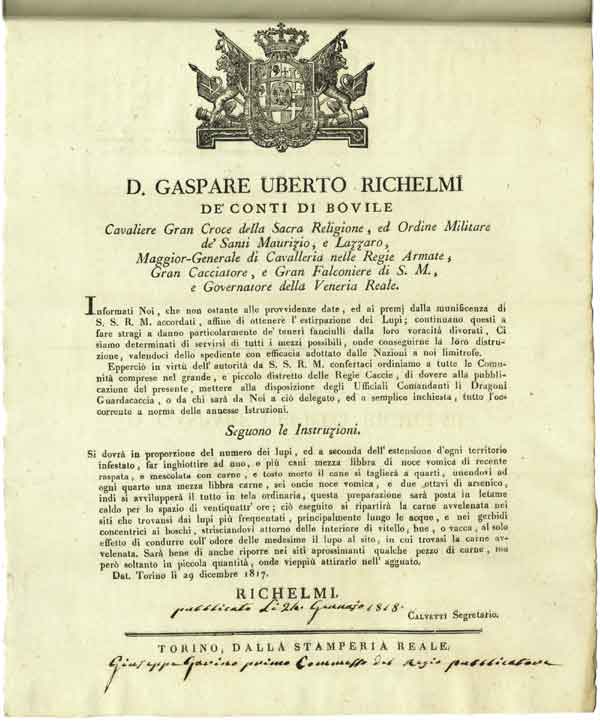 D. GASPARE UBERTO RICHELMI
DE' CONTI DI BOVILE
Cavaliere Gran Croce della Sacra Religione, ed Ordine Militare
de' Santi Maurizio, e Lazzaro,
Maggior-Generale di Cavalleria nelle Regie Armate,
Gran Cacciatore, e Gran Falconiere di S. M.,
e Governatore della Veneria Reale.
Informati Noi, che non ostante alle provvidenze date, ed ai premj dalla munificenza di
S. S. R. M. accordati, affine di ottenere l'estirpazione dei Lupi; continuano questi a
fare stragi a danno particolarmente de' teneri fanciulli dalla loro voracità divorati, Ci
siamo determinati di servirsi di tutti i mezzi possibili, onde conseguirne la loro distru-
zione, valendoci dello spediente con efficacia adottato dalle Nazioni a noi limitrofe.
Epperciò in virtù dell'autorità da S. S. R. M. confertaci ordiniamo a tutte le Comu-
nità comprese nel grande, e piccolo distretto delle Regie Caccie, di dovere alla pubbli-
cazione del presente, mettere alla disposizione degli Ufficiali Comandanti li Dragoni
Guardacaccia, o da chi sarà da Noi a ciò delegato, ed a semplice inchiesta, tutto l'oc-
corrente a norma delle annesse Istruzioni.
Seguono le Instruzioni.
Si dovrà in proporzione del numero dei lupi, ed a seconda dell'estensione d'ogni territorio
infestato, far inghiottire ad uno, o più cani mezza libbra di noce vomica di recente
raspata, e mescolata con carne, e tosto morto il cane si taglierà a quarti, unendovi ad
ogni quarto una mezza libbra carne, sei oncie noce vomica, e due ottavi di arsenico,
indi si avvilupperà il tutto in tela ordinaria, questa preparazione sarà posta in letame
caldo per lo spazio di ventiquattr' ore; ciò eseguito si ripartirà la carne avvelenata nei
siti che trovansi dai lupi più frequentati, principalmente lungo le acque, e nei gerbidi
concentrici ai boschi, strisciandovi attorno delle interiore di vitello, bue, o vacca, al solo
effetto di condurre coll'odore delle medesime il lupo al sito, in cui trovasi la carne av-
velenata. Sarà bene di anche riporre nei siti aprossimanti qualche pezzo di carne, ma
però soltanto in piccola quantità, onde vieppiù attirarlo nell'agguato.
Dat. Torino li 29 dicembre 1817.
RICHELMI.
pubblicato Li 24. Gennajo 1818.
CALVETTI Segretario.
TORINO, DALLA STAMPERIA REALE.
Giuseppe Gavino primo Commesso del Regio pubblicatore